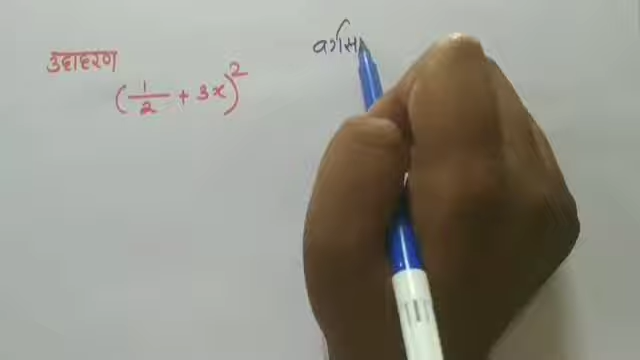 उदाहरण
(1/2 + 3x)²
वर्गस